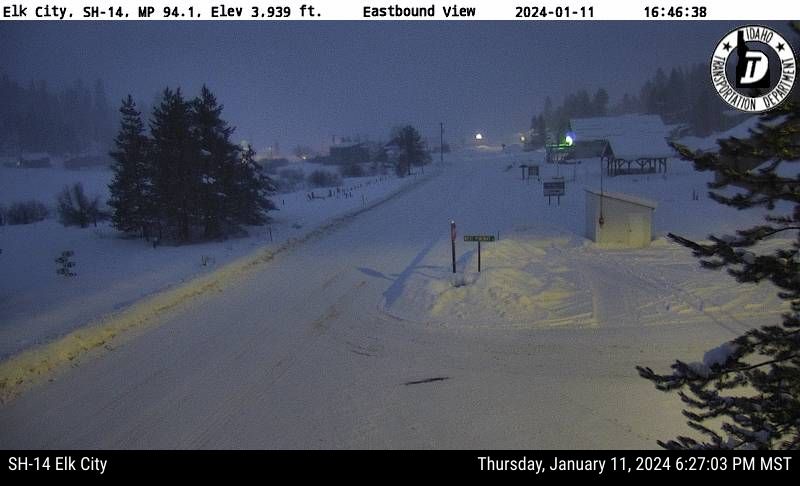 Elk City, SH-14, MP 94.1, Elev 3,939 ft. Eastbound View 2024-01-11 16:46:38
IDAHO
TRANSPORTATION DEPARTMENT
SH-14 Elk City Thursday, January 11, 2024 6:27:03 PM MST